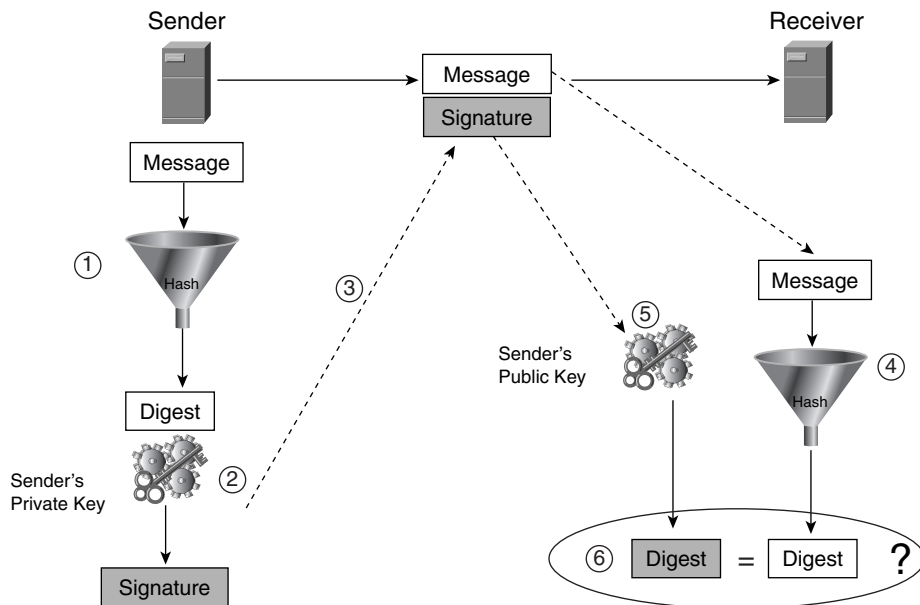 Sender
Receiver
Message
Signature
Message
1
Hash
3
Message
5
Sender's
Public Key
4
Hash
Digest
2
Sender's
Private Key
6
Digest
=
Digest
?
Signature